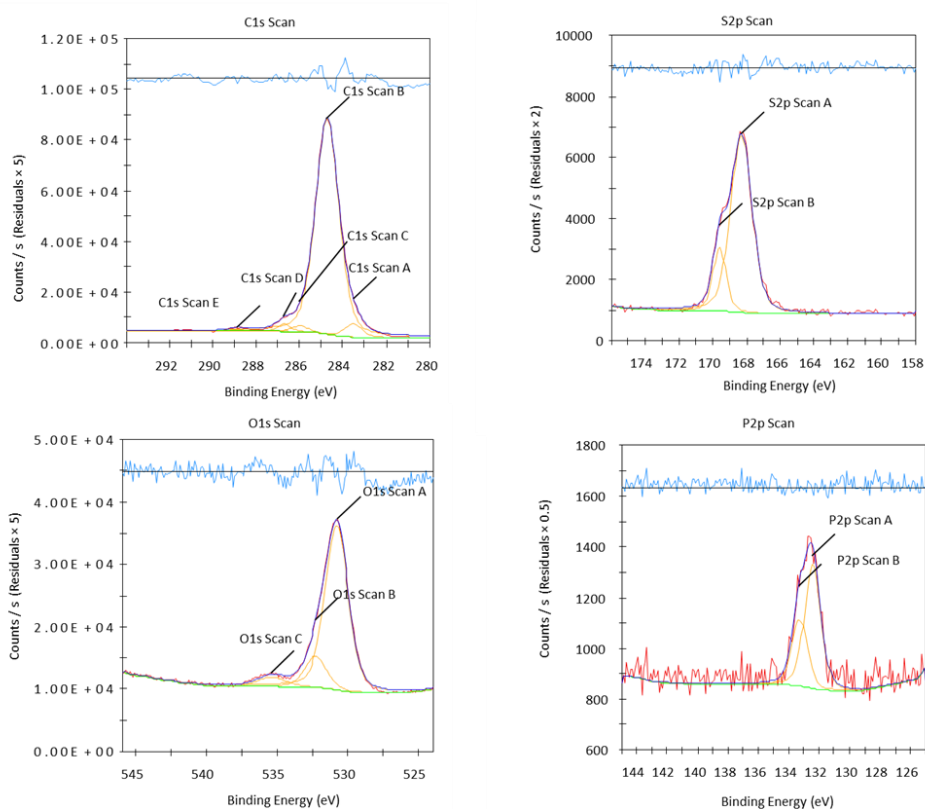 C1s Scan
Counts / s (Residuals × 5)
1.20E + 05
1.00E + 05
8.00E + 04
6.00E + 04
4.00E + 04
2.00E + 04
0.00E + 00
C1s Scan B
C1s Scan C
C1s Scan A
C1s Scan D
C1s Scan E
292 290 288 286 284 282 280
Binding Energy (eV)
S2p Scan
Counts / s (Residuals × 2)
10000
8000
6000
4000
2000
0
S2p Scan A
S2p Scan B
174 172 170 168 166 164 162 160 158
Binding Energy (eV)
O1s Scan
Counts / s (Residuals × 5)
5.00E + 04
4.00E + 04
3.00E + 04
2.00E + 04
1.00E + 04
0.00E + 00
O1s Scan A
O1s Scan B
O1s Scan C
545 540 535 530 525
Binding Energy (eV)
P2p Scan
Counts / s (Residuals × 0.5)
1800
1600
1400
1200
1000
800
600
P2p Scan A
P2p Scan B
144 142 140 138 136 134 132 130 128 126
Binding Energy (eV)